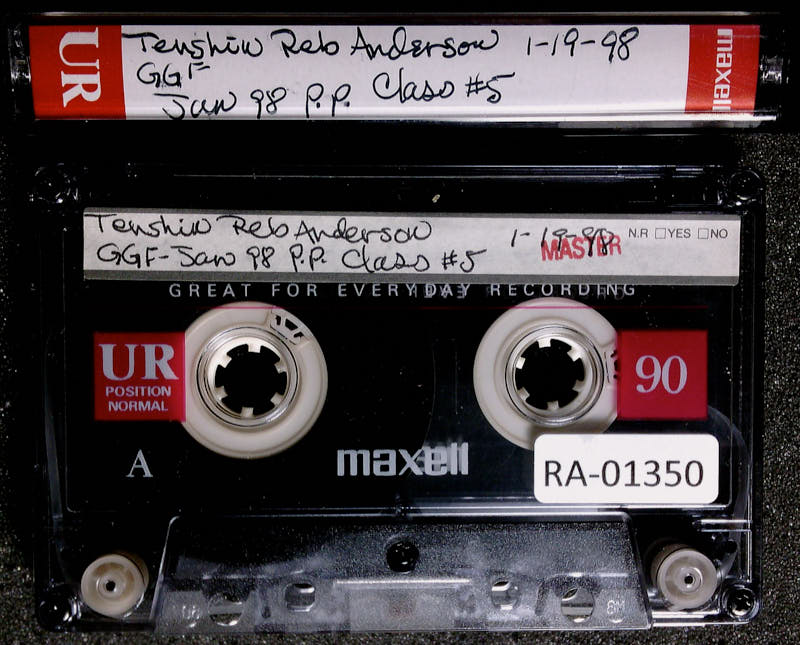 UR
Tenshin Reb Anderson 1-19-98
GGF
Jan 98 P.P. Class #5
maxell
Tenshin Reb Anderson 1-19-98 N.R □YES □NO
GGF-Jan 98 P.P. Class #5 MASTER
GREAT FOR EVERYDAY RECORDING
UR
POSITION
NORMAL
90
A
maxell
RA-01350